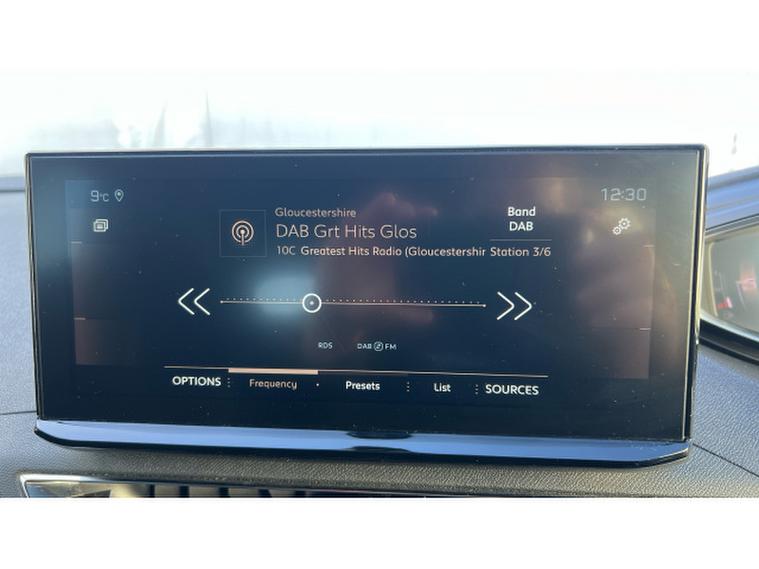 9°C 12:30
Gloucestershire
Band
DAB Grt Hits Glos
DAB
10C Greatest Hits Radio (Gloucestershir Station 3/6
RDS DAB FM
OPTIONS Frequency Presets List SOURCES